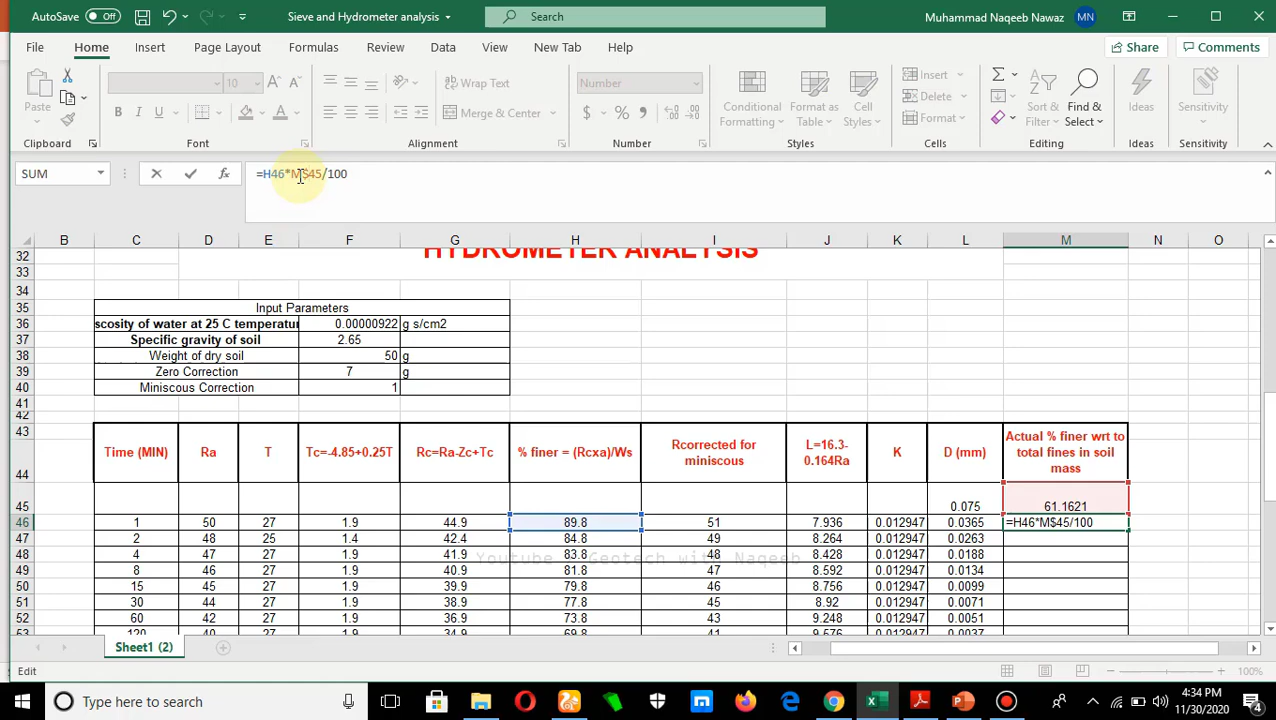 AutoSave Off Sieve and Hydrometer analysis Search Muhammad Naqeeb Nawaz MN
File Home Insert Page Layout Formulas Review Data View New Tab Help Share Comments
Paste 10 B I U A Wrap Text Merge & Center Number $ % Conditional Formatting Format as Table Cell Styles Insert Delete Format Sort & Filter Find & Select Ideas Sensitivity
Clipboard Font Alignment Number Styles Cells Editing Ideas Sensitivity
SUM fx =H46*M$45/100
B C D E F G H I J K L M N O
32 HYDROMETER ANALYSIS
33
34
35 Input Parameters
36 scosity of water at 25 C temperatur 0.00000922 g s/cm2
37 Specific gravity of soil 2.65
38 Weight of dry soil 50 g
39 Zero Correction 7 g
40 Miniscous Correction 1
41
42
43
44 Time (MIN) Ra T Tc=-4.85+0.25T Rc=Ra-Zc+Tc % finer = (Rcxa)/Ws Rcorrected for miniscous L=16.3-0.164Ra K D (mm) Actual % finer wrt to total fines in soil mass
45 0.075 61.1621
46 1 50 27 1.9 44.9 89.8 51 7.936 0.012947 0.0365 =H46*M$45/100
47 2 48 25 1.4 42.4 84.8 49 8.264 0.012947 0.0263
48 4 47 27 1.9 41.9 83.8 48 8.428 0.012947 0.0188
Youtube - Geotech with Naqeeb
49 8 46 27 1.9 40.9 81.8 47 8.592 0.012947 0.0134
50 15 45 27 1.9 39.9 79.8 46 8.756 0.012947 0.0099
51 30 44 27 1.9 38.9 77.8 45 8.92 0.012947 0.0071
52 60 42 27 1.9 36.9 73.8 43 9.248 0.012947 0.0051
53 120 40 27 1.9 34.9 69.8 41 9.576 0.012947 0.0037
Sheet1 (2)
Edit 100%
Type here to search 4:34 PM
11/30/2020 4